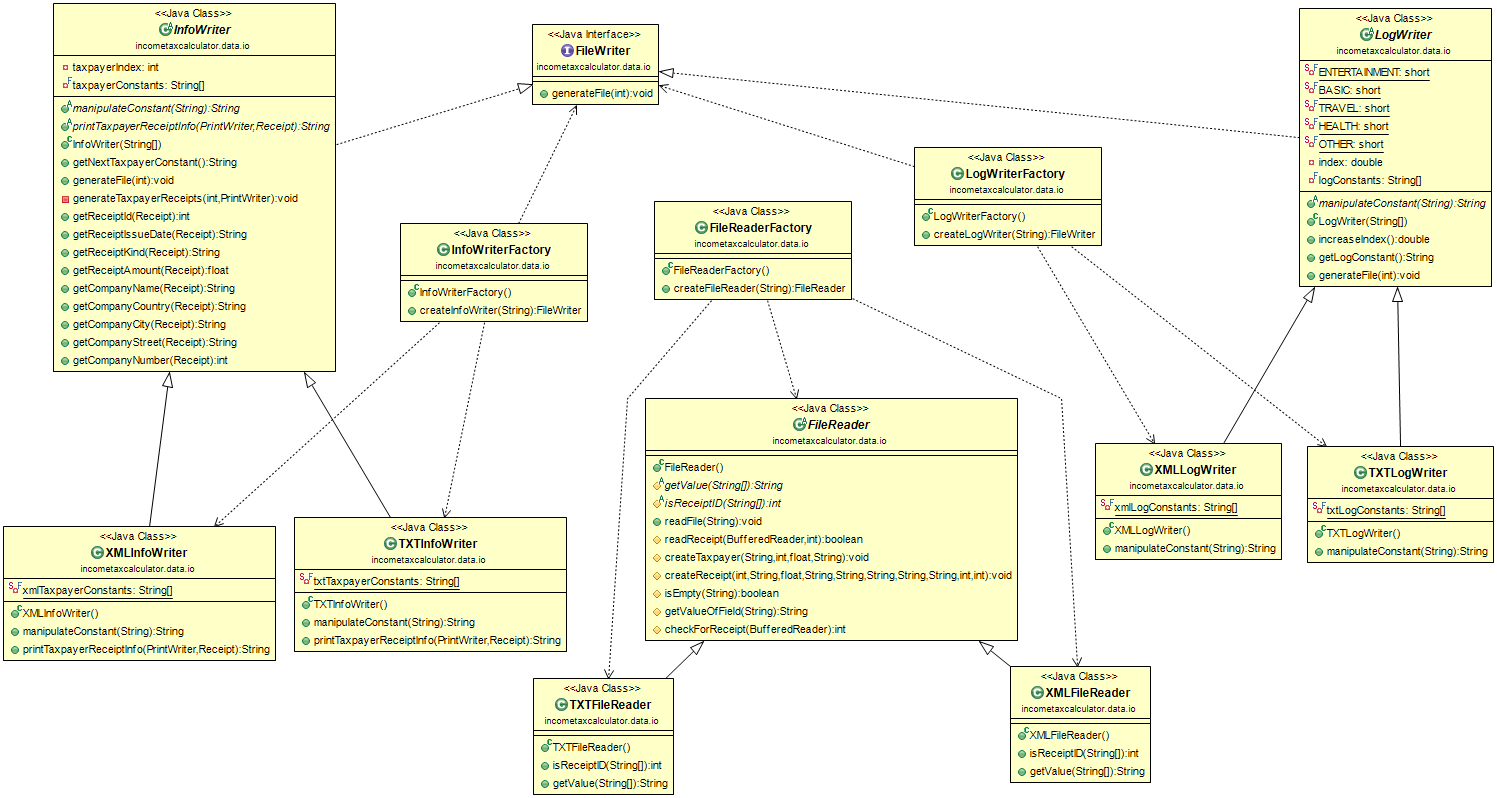 <<Java Class>>
InfoWriter
incometaxcalculator.data.io
taxpayerIndex: int
taxpayerConstants: String[]
manipulateConstant(String):String
printTaxpayerReceiptInfo(PrintWriter,Receipt):String
InfoWriter(String[])
getNextTaxpayerConstant():String
generateFile(int):void
generateTaxpayerReceipts(int,PrintWriter):void
getReceiptId(Receipt):int
getReceiptIssueDate(Receipt):String
getReceiptKind(Receipt):String
getReceiptAmount(Receipt):float
getCompanyName(Receipt):String
getCompanyCountry(Receipt):String
getCompanyCity(Receipt):String
getCompanyStreet(Receipt):String
getCompanyNumber(Receipt):int
<<Java Interface>>
FileWriter
incometaxcalculator.data.io
generateFile(int):void
<<Java Class>>
LogWriter
incometaxcalculator.data.io
ENTERTAINMENT: short
BASIC: short
TRAVEL: short
HEALTH: short
OTHER: short
index: double
logConstants: String[]
manipulateConstant(String):String
LogWriter(String[])
increaseIndex():double
getLogConstant():String
generateFile(int):void
<<Java Class>>
LogWriterFactory
incometaxcalculator.data.io
LogWriterFactory()
createLogWriter(String):FileWriter
<<Java Class>>
FileReaderFactory
incometaxcalculator.data.io
FileReaderFactory()
createFileReader(String):FileReader
<<Java Class>>
InfoWriterFactory
incometaxcalculator.data.io
InfoWriterFactory()
createInfoWriter(String):FileWriter
<<Java Class>>
FileReader
incometaxcalculator.data.io
FileReader()
getValue(String[]):String
isReceiptID(String[]):int
readFile(String):void
readReceipt(BufferedReader,int):boolean
createTaxpayer(String,int,float,String):void
createReceipt(int,String,float,String,String,String,String,int,int):void
isEmpty(String):boolean
getValueOfField(String):String
checkForReceipt(BufferedReader):int
<<Java Class>>
XMLLogWriter
incometaxcalculator.data.io
xmlLogConstants: String[]
XMLLogWriter()
manipulateConstant(String):String
<<Java Class>>
TXTLogWriter
incometaxcalculator.data.io
txtLogConstants: String[]
TXTLogWriter()
manipulateConstant(String):String
<<Java Class>>
XMLInfoWriter
incometaxcalculator.data.io
xmlTaxpayerConstants: String[]
XMLInfoWriter()
manipulateConstant(String):String
printTaxpayerReceiptInfo(PrintWriter,Receipt):String
<<Java Class>>
TXTInfoWriter
incometaxcalculator.data.io
txtTaxpayerConstants: String[]
TXTInfoWriter()
manipulateConstant(String):String
printTaxpayerReceiptInfo(PrintWriter,Receipt):String
<<Java Class>>
TXTFileReader
incometaxcalculator.data.io
TXTFileReader()
isReceiptID(String[]):int
getValue(String[]):String
<<Java Class>>
XMLFileReader
incometaxcalculator.data.io
XMLFileReader()
isReceiptID(String[]):int
getValue(String[]):String